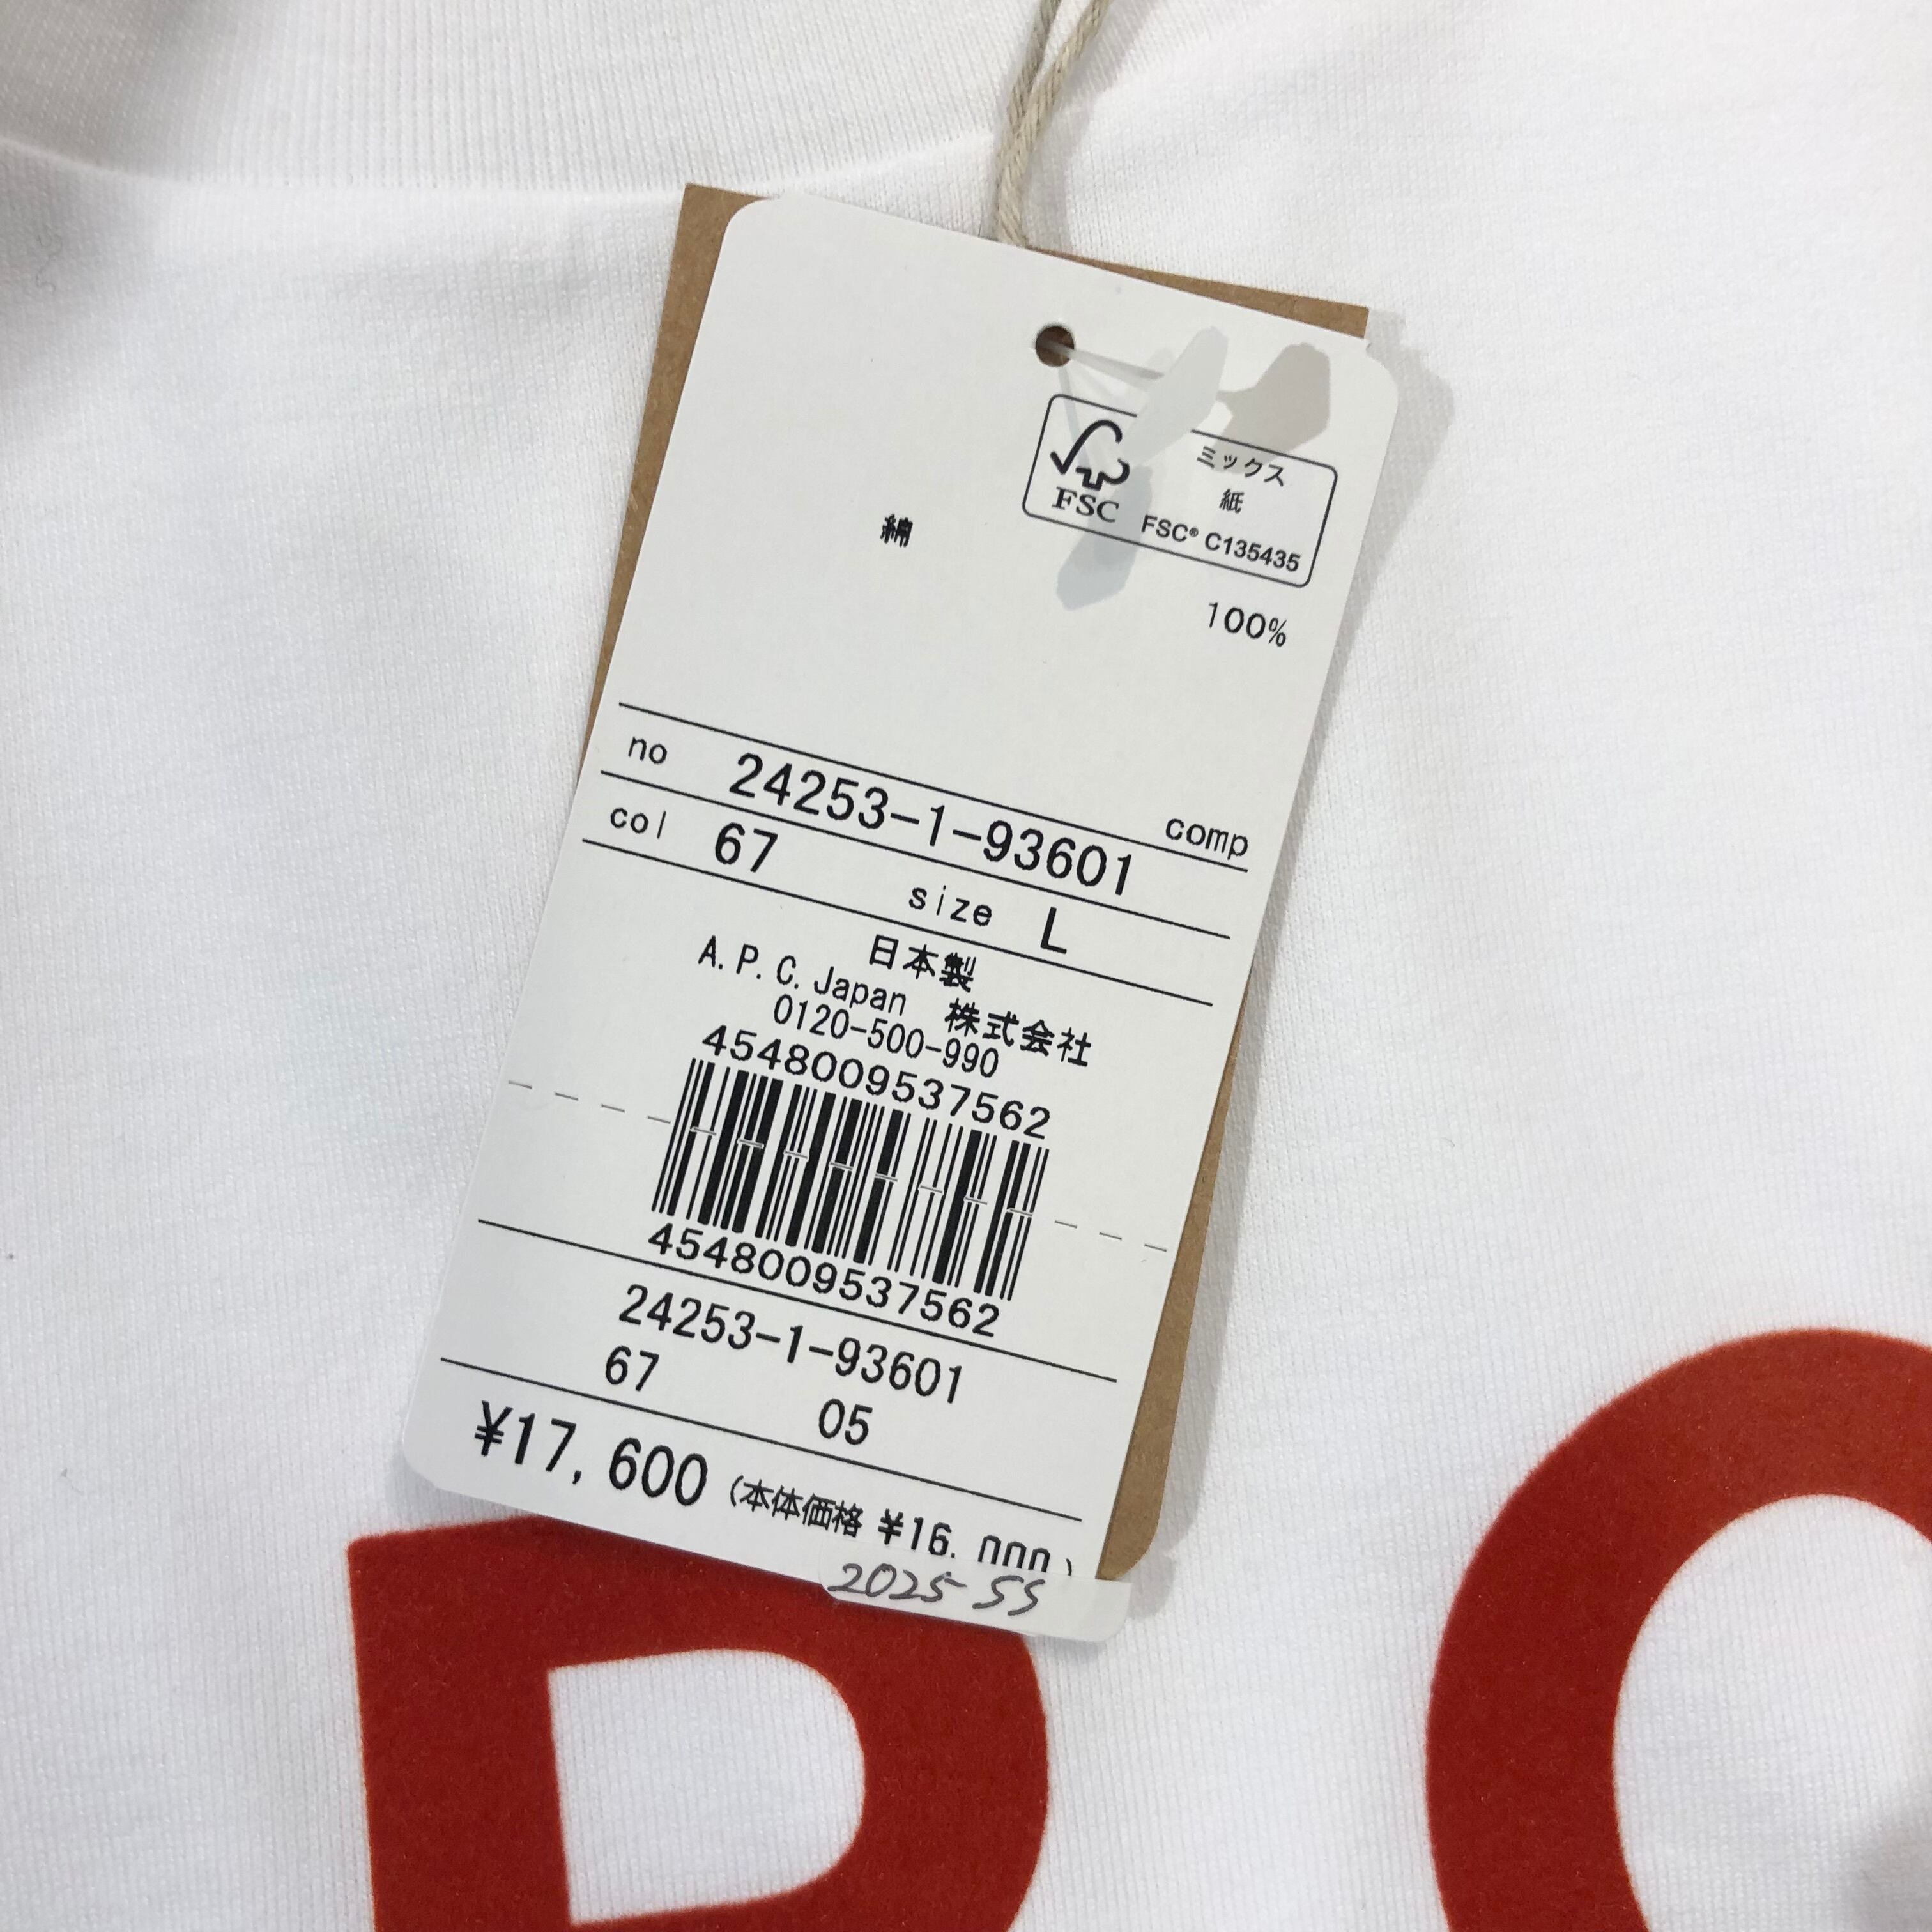 FSC
ミックス
紙
FSC® C135435
綿 100%
no 24253-1-93601 comp
col 67 size L
日本製
A.P.C.Japan 株式会社
0120-500-990
4548009537562
4548009537562
24253-1-93601
67 05
¥17,600 (本体価格 ¥16,000)
2025-SS
P C